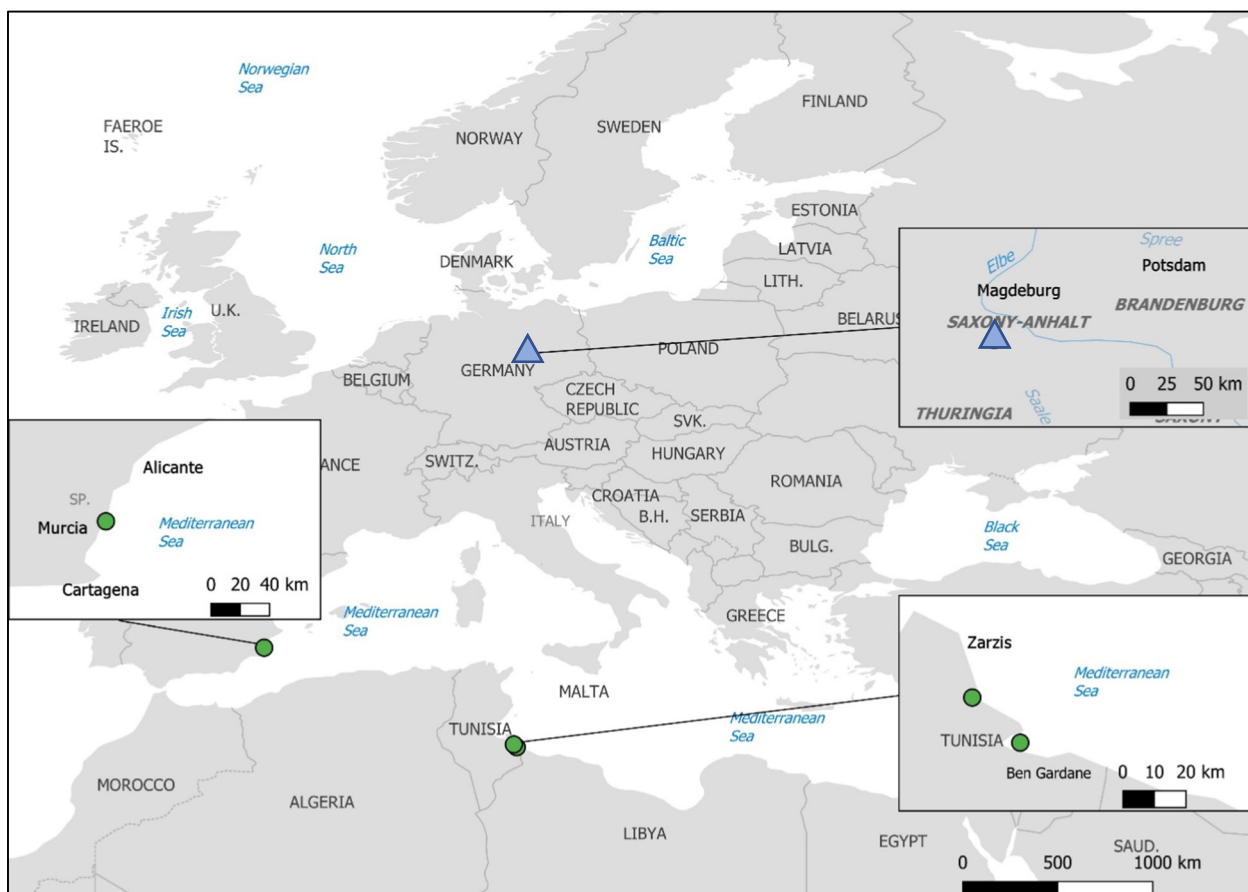 Norwegian
Sea
FAEROE
IS.
NORWAY
SWEDEN
FINLAND
North
Sea
Baltic
Sea
ESTONIA
LATVIA
LITH.
DENMARK
Irish
Sea
U.K.
IRELAND
BELARUS
POLAND
GERMANY
BELGIUM
CZECH
REPUBLIC
SVK.
AUSTRIA
HUNGARY
SWITZ.
ANCE
ROMANIA
CROATIA
B.H.
SERBIA
ITALY
BULG.
Black
Sea
GEORGIA
GREECE
Mediterranean
Sea
MALTA
TUNISIA
Mediterranean
Sea
MOROCCO
ALGERIA
LIBYA
EGYPT
SAUD.
0 500 1000 km
Elbe
Spree
Potsdam
Magdeburg
BRANDENBURG
SAXONY-ANHALT
0 25 50 km
THURINGIA
Saale
SAXONY
Alicante
SP.
Murcia
Mediterranean
Sea
Cartagena
0 20 40 km
Zarzis
Mediterranean
Sea
TUNISIA
Ben Gardane
0 10 20 km